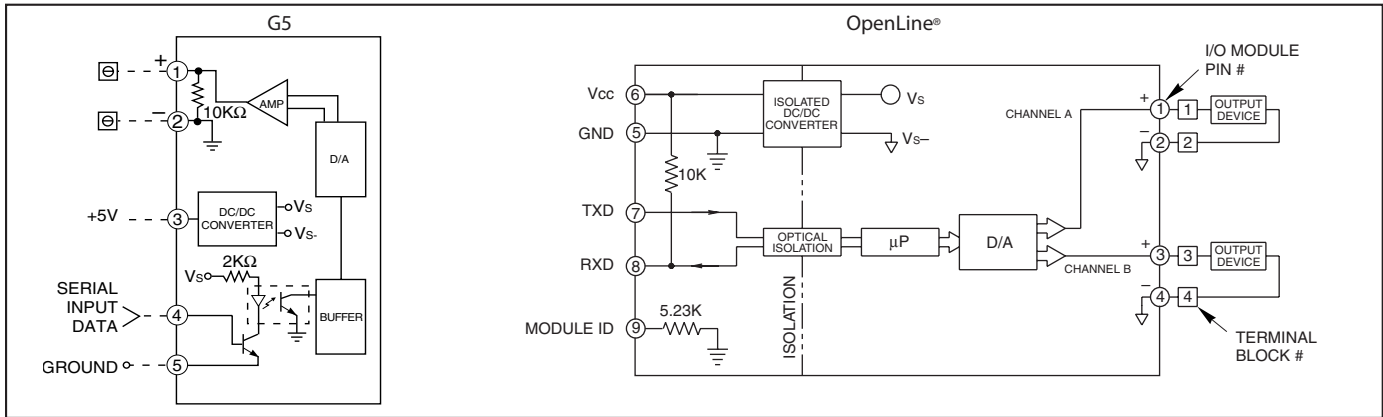 G5
+
1
10KΩ
−
2
AMP
D/A
+5V
3
DC/DC
CONVERTER
Vs
Vs-
2KΩ
Vs
SERIAL
INPUT
DATA
4
BUFFER
GROUND
5
OpenLine®
I/O MODULE
PIN #
Vcc
6
ISOLATED
DC/DC
CONVERTER
Vs
Vs–
GND
5
10K
CHANNEL A
+
1
1
OUTPUT
DEVICE
−
2
2
TXD
7
OPTICAL
ISOLATION
µP
D/A
RXD
8
CHANNEL B
+
3
3
OUTPUT
DEVICE
−
4
4
MODULE ID
9
5.23K
ISOLATION
TERMINAL
BLOCK #